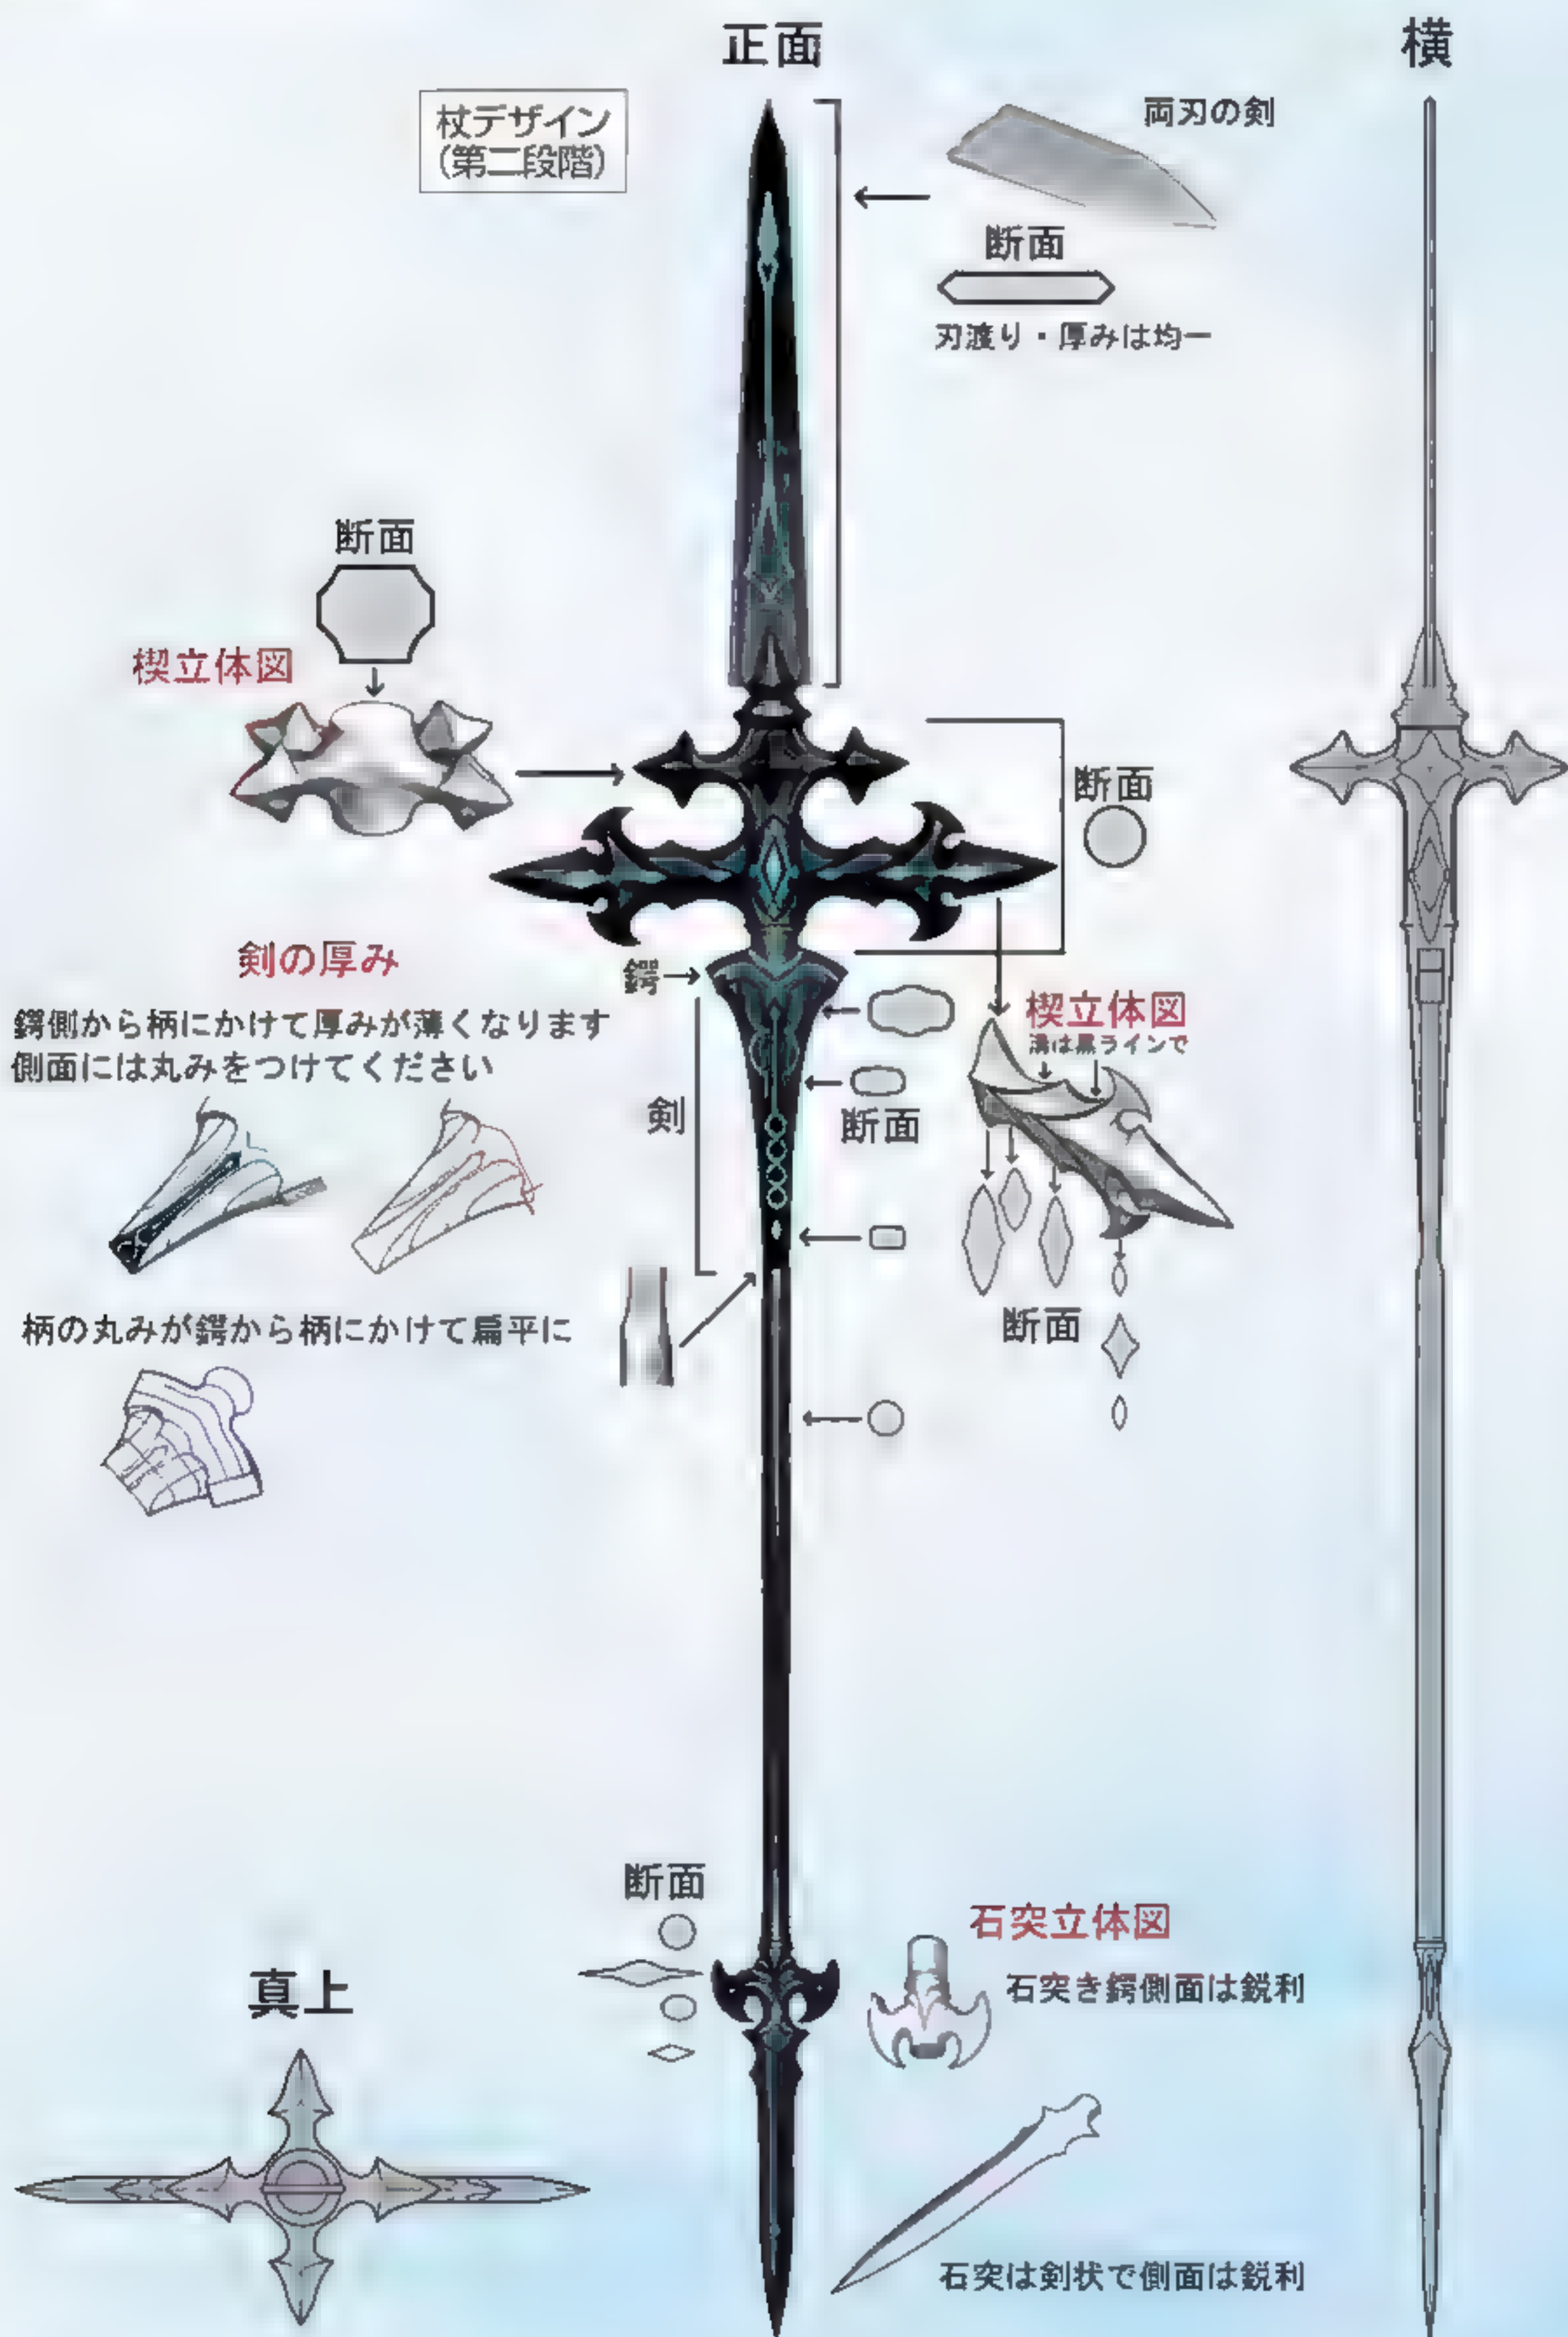 正面
横
杖デザイン
(第二段階)
両刃の剣
断面
刃渡り・厚みは均一
断面
楔立体図
断面
剣の厚み
鍔側から柄にかけて厚みが薄くなります
側面には丸みをつけてください
鍔
楔立体図
溝は黒ラインで
剣
断面
断面
柄の丸みが鍔から柄にかけて扁平に
断面
石突立体図
石突き鍔側面は鋭利
真上
石突は剣状で側面は鋭利